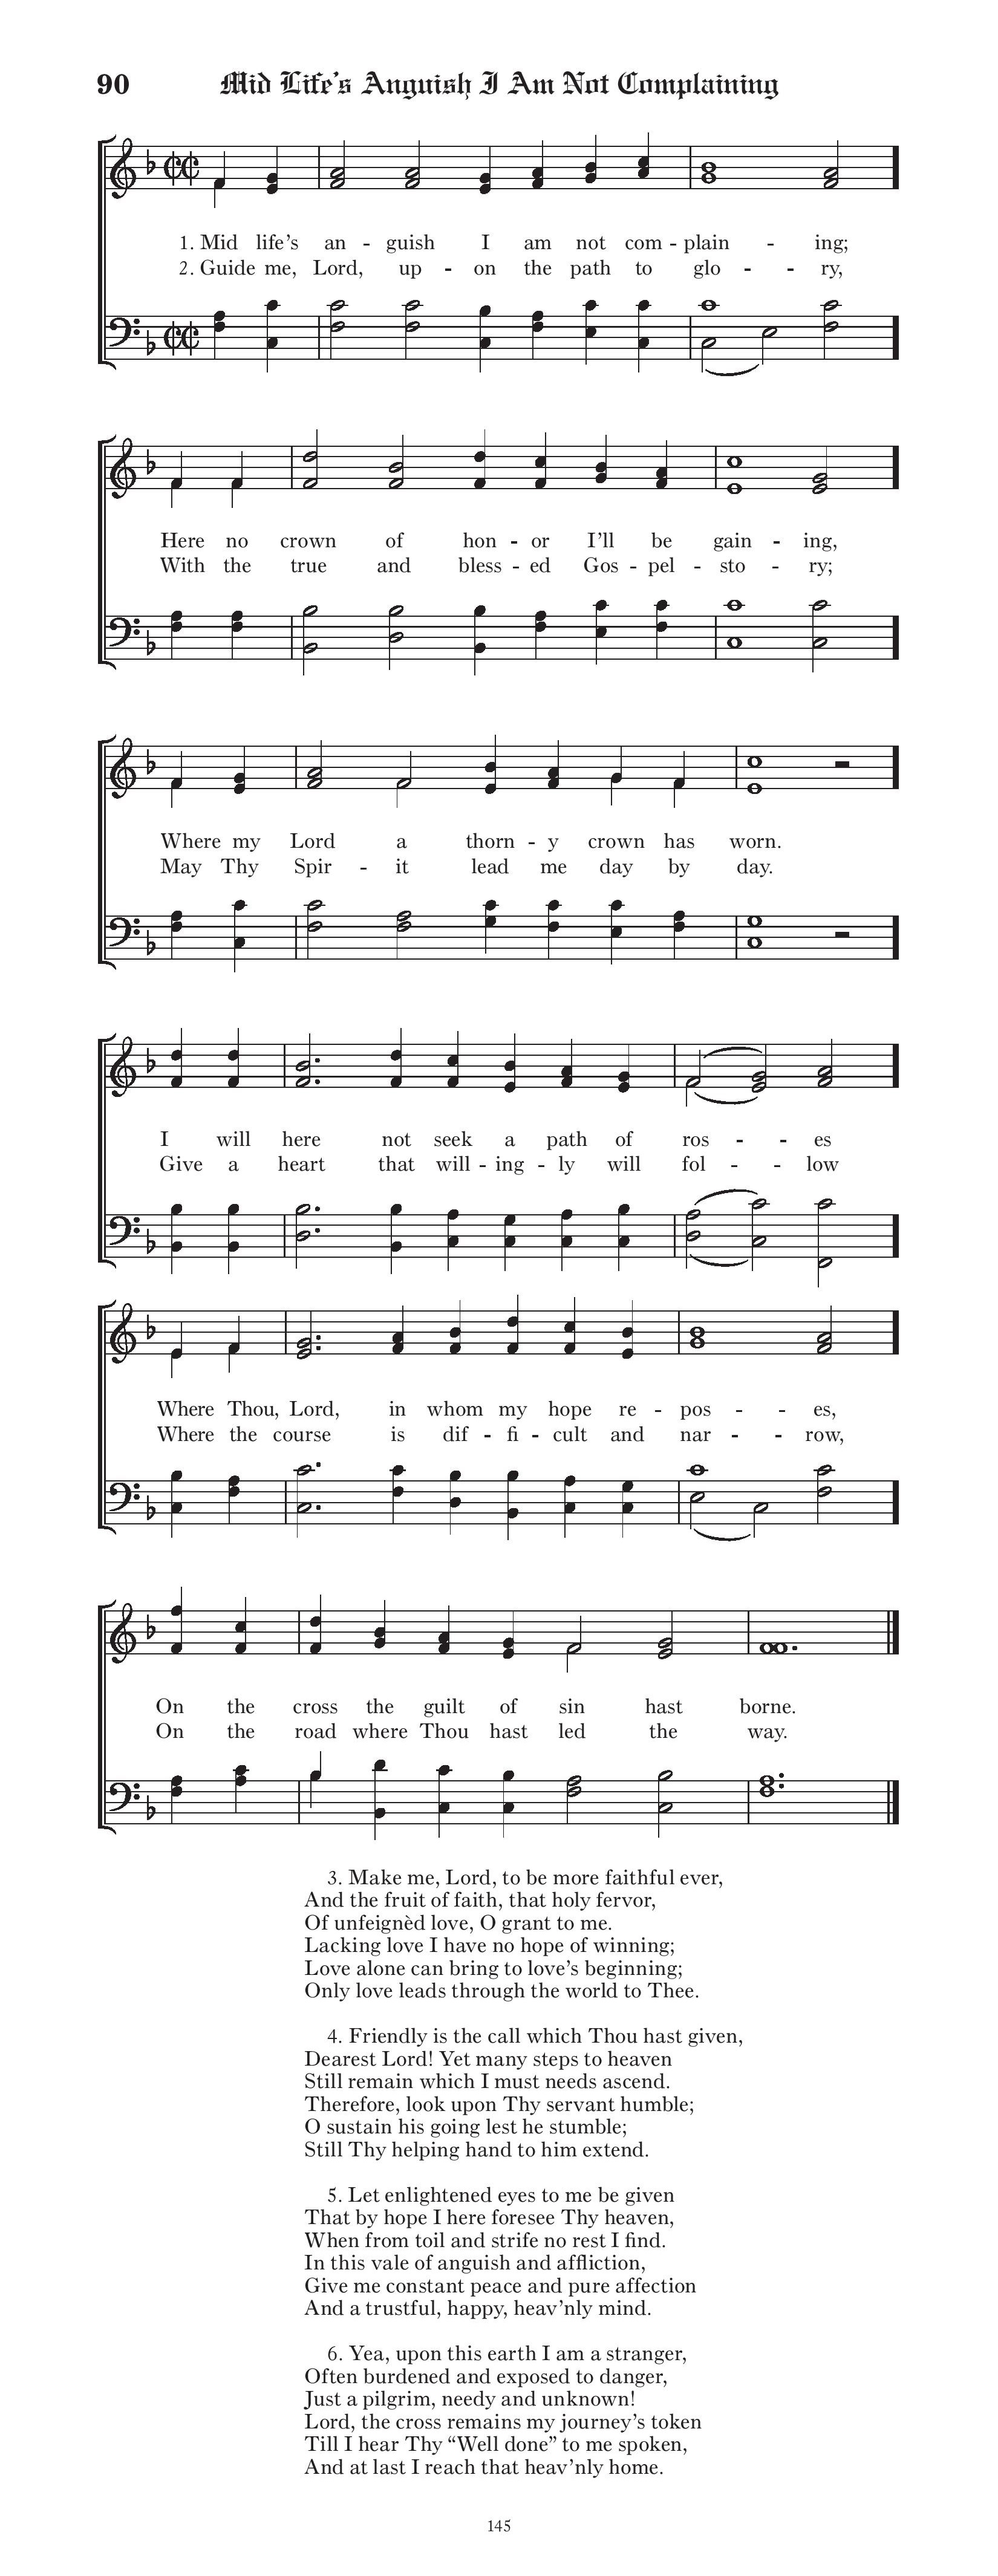 90 Mid Life’s Anguish I Am Not Complaining
1. Mid life’s an - guish I am not com - plain - ing;
2. Guide me, Lord, up - on the path to glo - - ry,
Here no crown of hon - or I’ll be gain - ing,
With the true and bless - ed Gos - pel - sto - ry;
Where my Lord a thorn - y crown has worn.
May Thy Spir - it lead me day by day.
I will here not seek a path of ros - - es
Give a heart that will - ing - ly will fol - - low
Where Thou, Lord, in whom my hope re - pos - - es,
Where the course is dif - fi - cult and nar - - row,
On the cross the guilt of sin hast borne.
On the road where Thou hast led the way.
3. Make me, Lord, to be more faithful ever,
And the fruit of faith, that holy fervor,
Of unfeignèd love, O grant to me.
Lacking love I have no hope of winning;
Love alone can bring to love’s beginning;
Only love leads through the world to Thee.
4. Friendly is the call which Thou hast given,
Dearest Lord! Yet many steps to heaven
Still remain which I must needs ascend.
Therefore, look upon Thy servant humble;
O sustain his going lest he stumble;
Still Thy helping hand to him extend.
5. Let enlightened eyes to me be given
That by hope I here foresee Thy heaven,
When from toil and strife no rest I find.
In this vale of anguish and affliction,
Give me constant peace and pure affection
And a trustful, happy, heav’nly mind.
6. Yea, upon this earth I am a stranger,
Often burdened and exposed to danger,
Just a pilgrim, needy and unknown!
Lord, the cross remains my journey’s token
Till I hear Thy “Well done” to me spoken,
And at last I reach that heav’nly home.
145